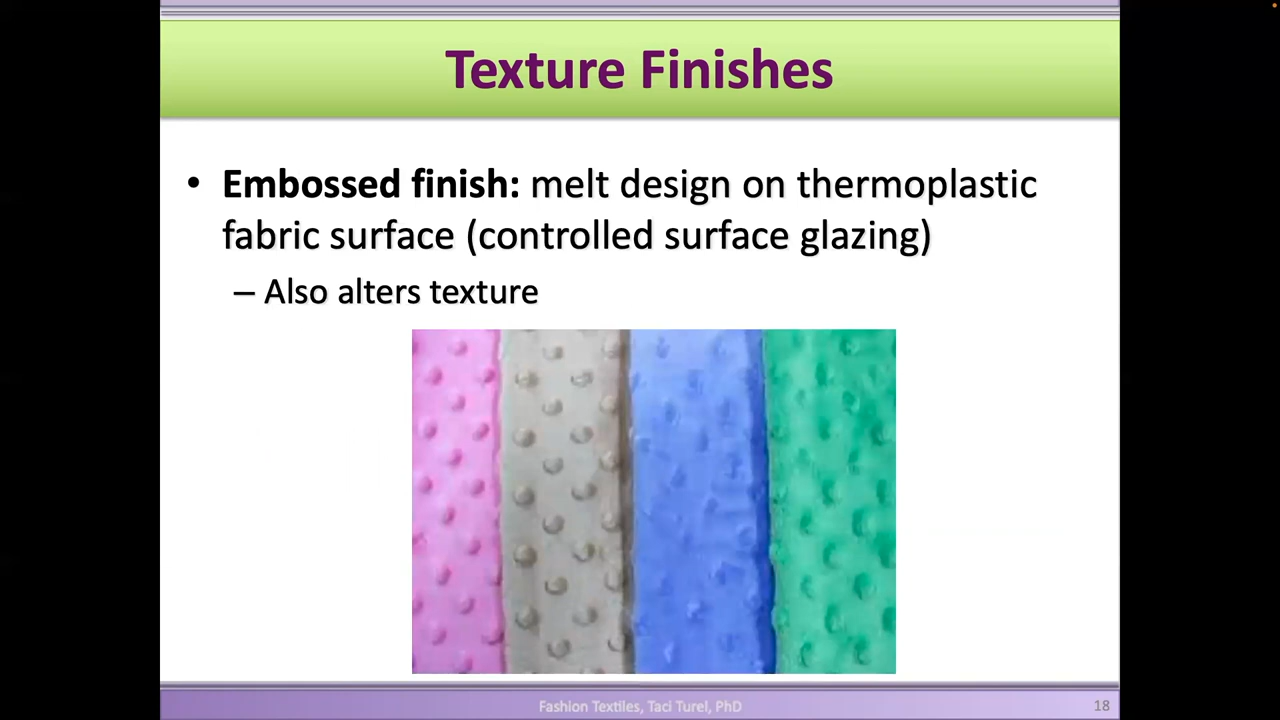 Texture Finishes
• Embossed finish: melt design on thermoplastic
fabric surface (controlled surface glazing)
– Also alters texture
Fashion Textiles, Taci Turel, PhD
18